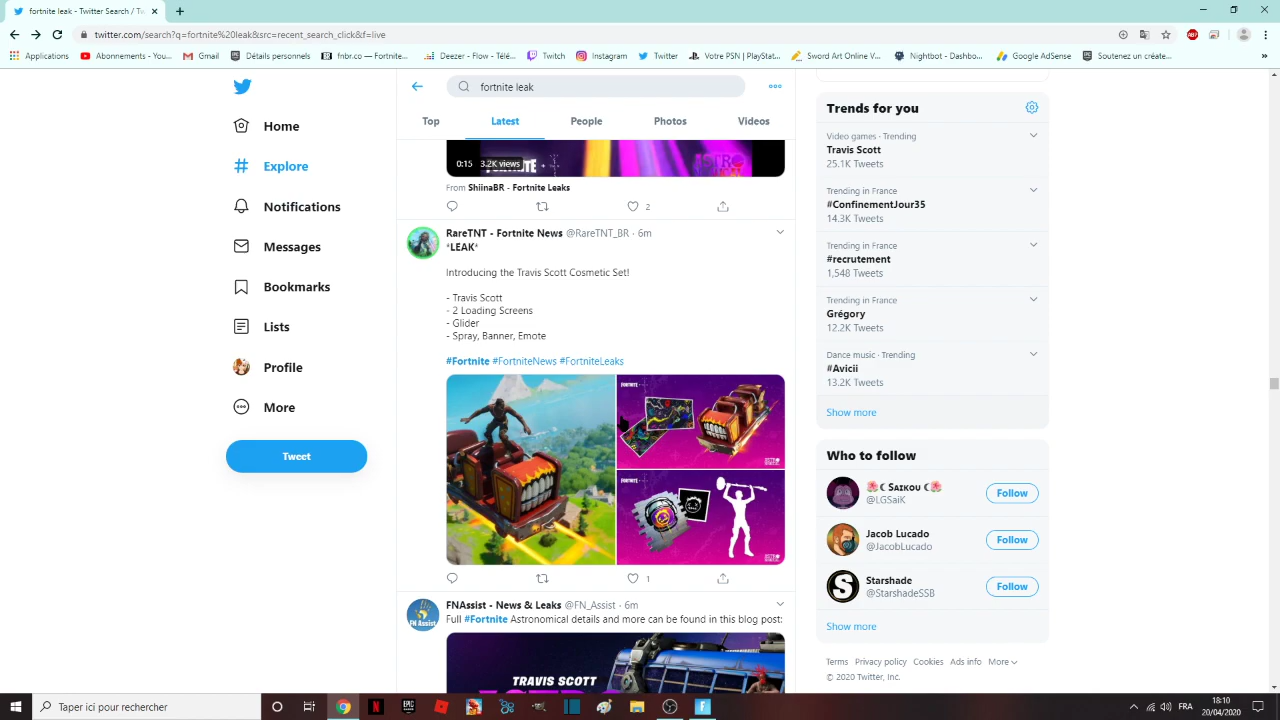 fortnite leak - Twitter Search / Tw
twitter.com/search?q=fortnite%20leak&src=recent_search_click&f=live
Applications
Abonnements - You...
Gmail
Détails personnels
fnbr.co — Fortnite...
Deezer - Flow - Télé...
Twitch
Instagram
Twitter
Votre PSN | PlayStat...
Sword Art Online V...
Nightbot - Dashbo...
Google AdSense
Soutenez un créate...
»
fortnite leak
Top
Latest
People
Photos
Videos
Home
Explore
Notifications
Messages
Bookmarks
Lists
Profile
More
Tweet
0:15 3.2K views
From ShiinaBR - Fortnite Leaks
2
RareTNT - Fortnite News @RareTNT_BR · 6m
*LEAK*
Introducing the Travis Scott Cosmetic Set!
- Travis Scott
- 2 Loading Screens
- Glider
- Spray, Banner, Emote
#Fortnite #FortniteNews #FortniteLeaks
FORTNITE
FORTNITE
1
FNAssist - News & Leaks @FN_Assist · 6m
Full #Fortnite Astronomical details and more can be found in this blog post:
FN Assist
TRAVIS SCOTT
Trends for you
Video games · Trending
Travis Scott
25.1K Tweets
Trending in France
#ConfinementJour35
14.3K Tweets
Trending in France
#recrutement
1,548 Tweets
Trending in France
Grégory
12.2K Tweets
Dance music · Trending
#Avicii
13.2K Tweets
Show more
Who to follow
🌺☾Sᴀɪᴋᴏᴜ ☾🌺
@LGSaiK
Follow
Jacob Lucado
@JacobLucado
Follow
Starshade
@StarshadeSSB
Follow
Show more
Terms Privacy policy Cookies Ads info More
© 2020 Twitter, Inc.
Taper ici pour rechercher
FRA
18:10
20/04/2020